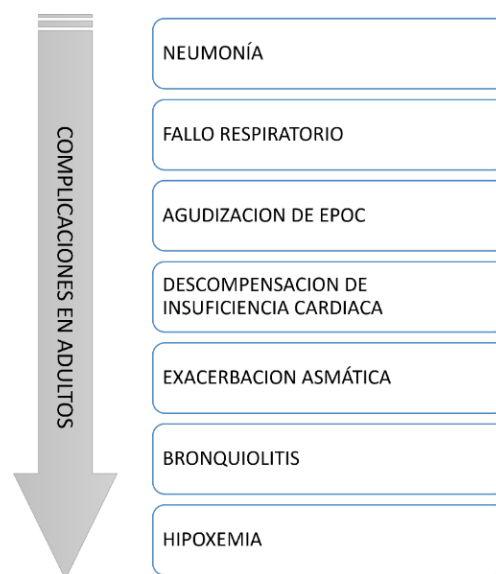 COMPLICACIONES EN ADULTOS
NEUMONÍA
FALLO RESPIRATORIO
AGUDIZACION DE EPOC
DESCOMPENSACION DE
INSUFICIENCIA CARDIACA
EXACERBACION ASMÁTICA
BRONQUIOLITIS
HIPOXEMIA